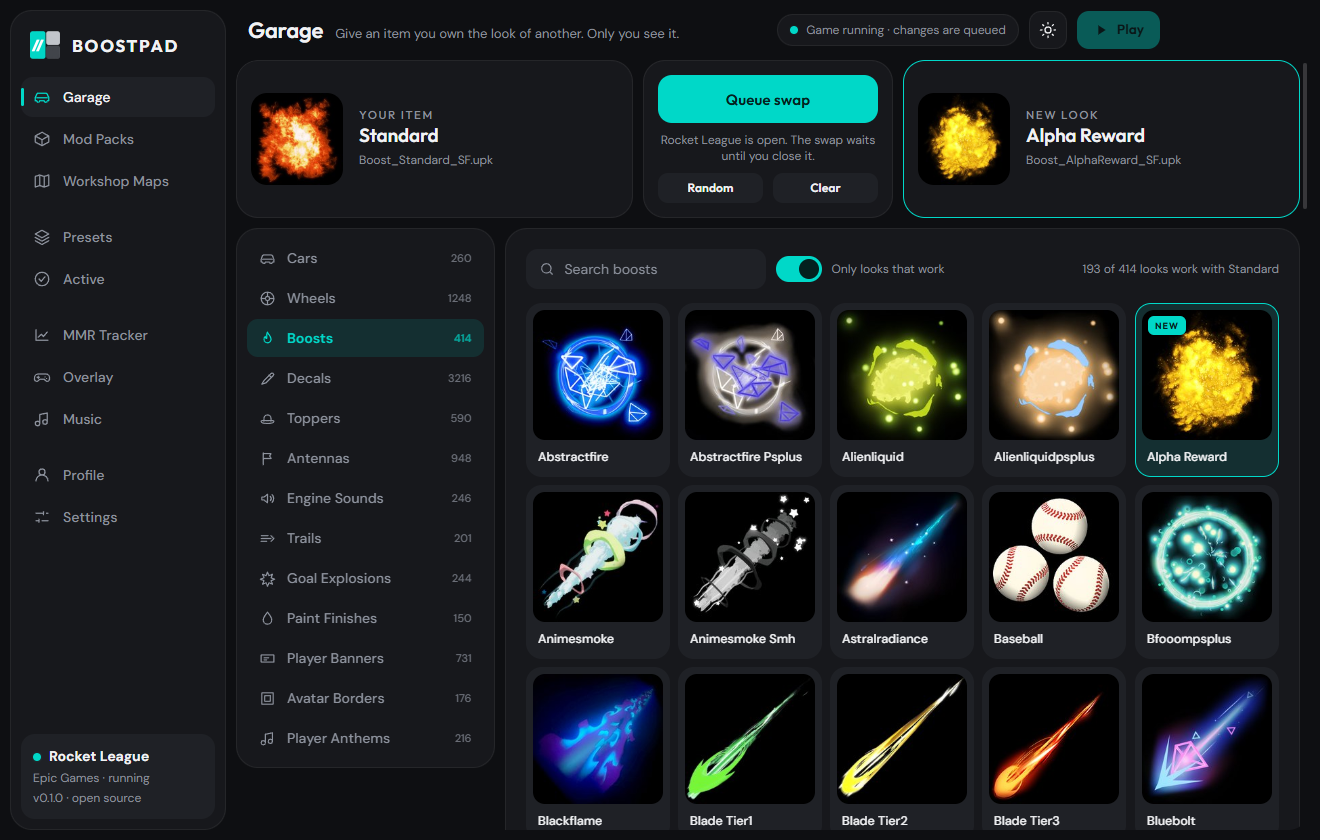 BOOSTPAD
Garage
Mod Packs
Workshop Maps
Presets
Active
MMR Tracker
Overlay
Music
Profile
Settings
Rocket League
Epic Games · running
v0.1.0 · open source
Garage
Give an item you own the look of another. Only you see it.
Game running · changes are queued
Play
YOUR ITEM
Standard
Boost_Standard_SF.upk
Queue swap
Rocket League is open. The swap waits
until you close it.
Random
Clear
NEW LOOK
Alpha Reward
Boost_AlphaReward_SF.upk
Cars 260
Wheels 1248
Boosts 414
Decals 3216
Toppers 590
Antennas 948
Engine Sounds 246
Trails 201
Goal Explosions 244
Paint Finishes 150
Player Banners 731
Avatar Borders 176
Player Anthems 216
Search boosts
Only looks that work
193 of 414 looks work with Standard
Abstractfire
Abstractfire Psplus
Alienliquid
Alienliquidpsplus
NEW
Alpha Reward
Animesmoke
Animesmoke Smh
Astralradiance
Baseball
Bfooompsplus
Blackflame
Blade Tier1
Blade Tier2
Blade Tier3
Bluebolt